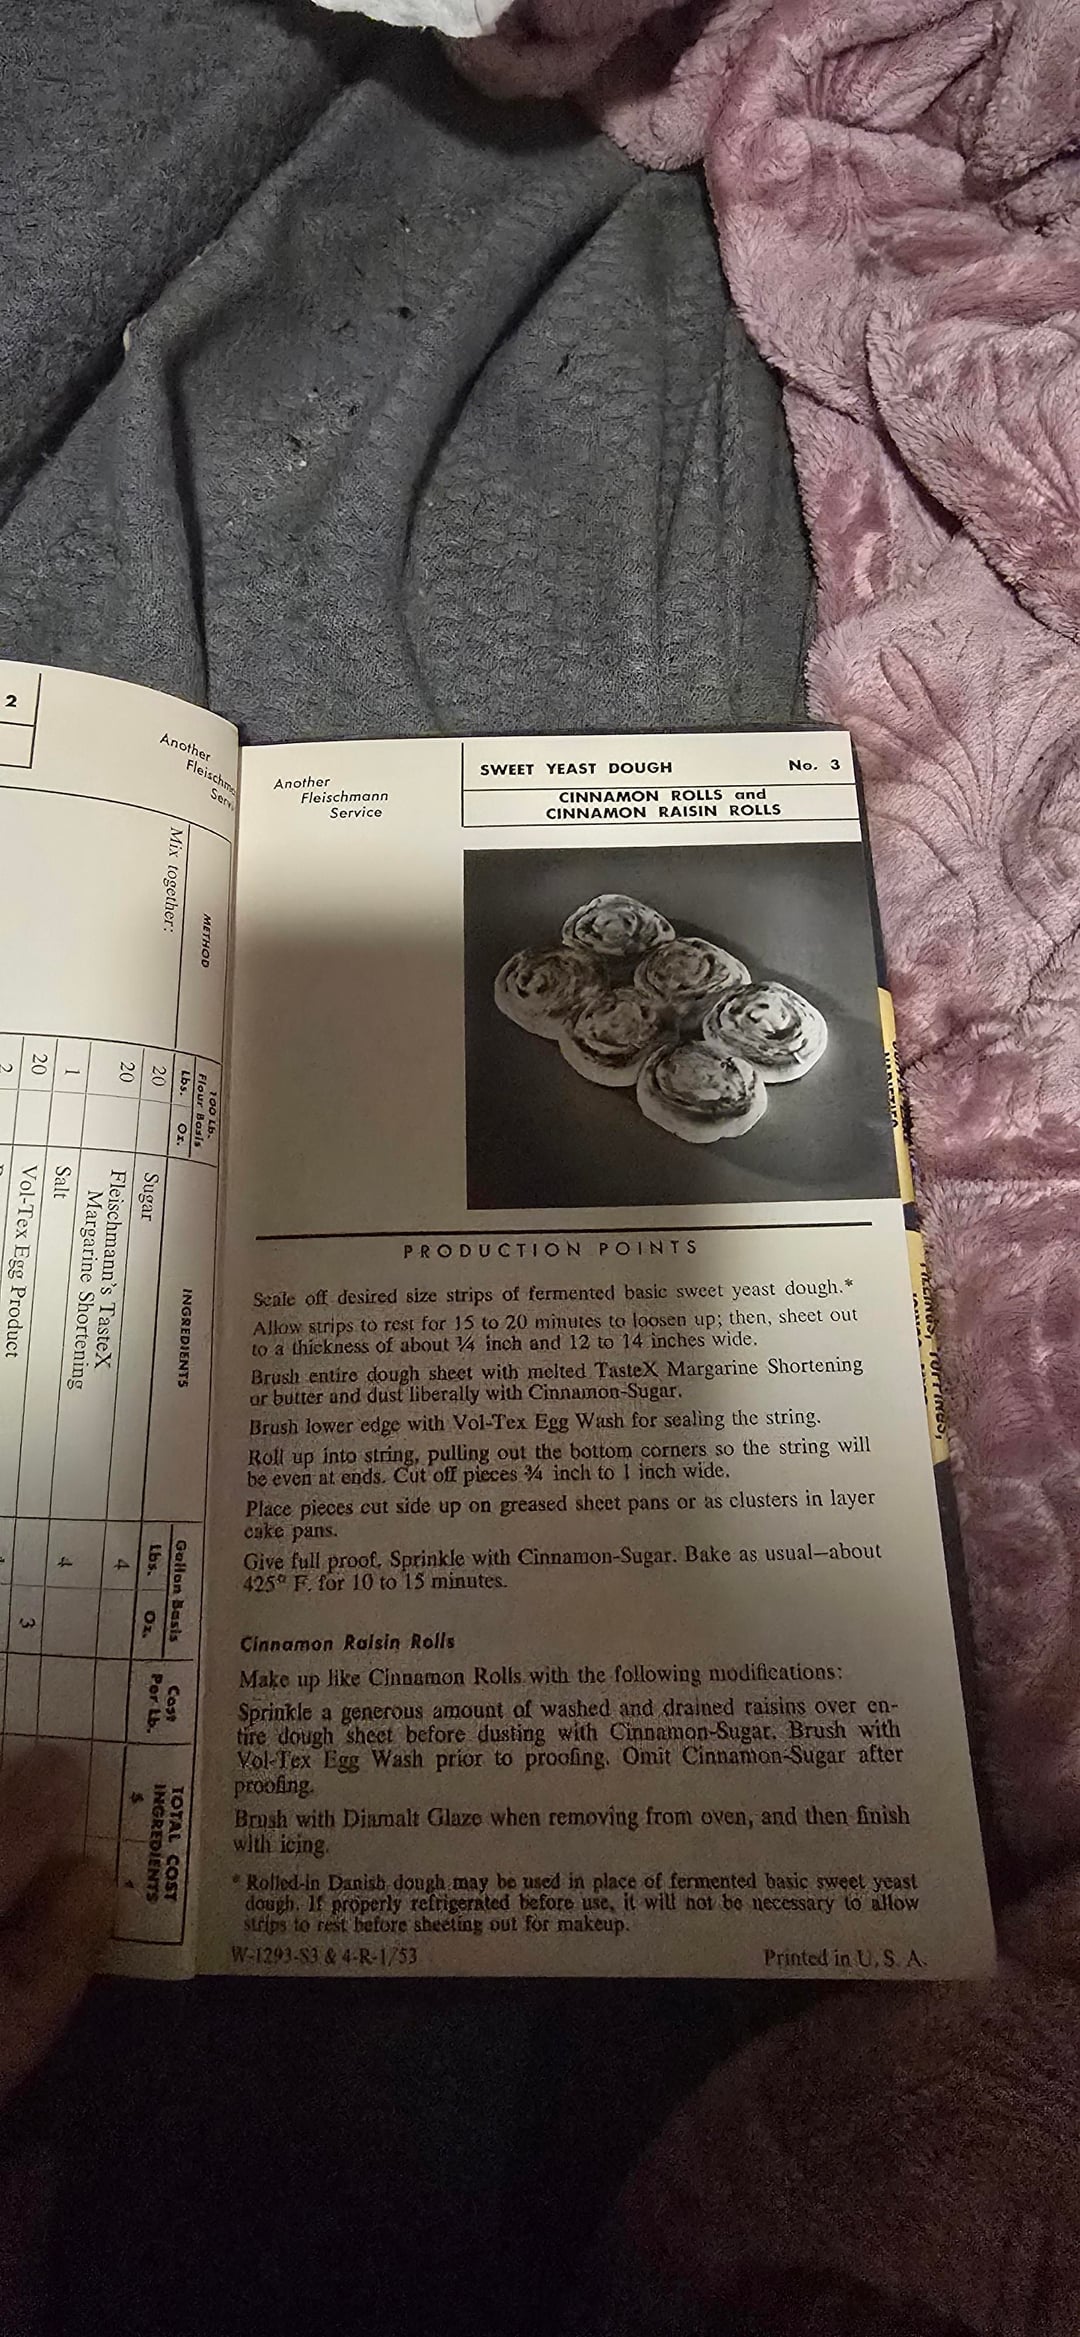 2
Another
Fleischma
Servi
METHOD
Mix together:
100 Lb.
Flour Basis
Lbs. Oz.
INGREDIENTS
Gallon Basis
Lbs. Oz.
Cost
Per Lb.
TOTAL COST
INGREDIENTS
$
20 Sugar
20 Fleischmann's TasteX 4
Margarine Shortening
1 Salt 4
20 Vol-Tex Egg Product 3
2
Another
Fleischmann
Service
SWEET YEAST DOUGH No. 3
CINNAMON ROLLS and
CINNAMON RAISIN ROLLS
PRODUCTION POINTS
Scale off desired size strips of fermented basic sweet yeast dough.*
Allow strips to rest for 15 to 20 minutes to loosen up; then, sheet out
to a thickness of about ¼ inch and 12 to 14 inches wide.
Brush entire dough sheet with melted TasteX Margarine Shortening
or butter and dust liberally with Cinnamon-Sugar.
Brush lower edge with Vol-Tex Egg Wash for sealing the string.
Roll up into string, pulling out the bottom corners so the string will
be even at ends. Cut off pieces ¾ inch to 1 inch wide.
Place pieces cut side up on greased sheet pans or as clusters in layer
cake pans.
Give full proof. Sprinkle with Cinnamon-Sugar. Bake as usual—about
425° F. for 10 to 15 minutes.
Cinnamon Raisin Rolls
Make up like Cinnamon Rolls with the following modifications:
Sprinkle a generous amount of washed and drained raisins over en-
tire dough sheet before dusting with Cinnamon-Sugar. Brush with
Vol-Tex Egg Wash prior to proofing. Omit Cinnamon-Sugar after
proofing.
Brush with Diamalt Glaze when removing from oven, and then finish
with icing.
* Rolled-in Danish dough may be used in place of fermented basic sweet yeast
dough. If properly refrigerated before use, it will not be necessary to allow
strips to rest before sheeting out for makeup.
W-1293-S3 & 4-R-1/53 Printed in U. S. A.